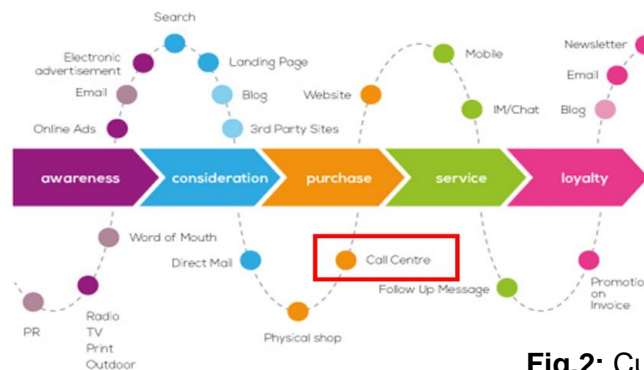 Search
Newsletter
Mobile
Electronic
advertisement
Landing Page
Email
Email
Blog
Website
IM/Chat
Blog
Online Ads
3rd Party Sites
awareness
consideration
purchase
service
loyalty
Word of Mouth
Direct Mail
Call Centre
Follow Up Message
Promotio
on
Invoice
PR
Radio
TV
Print
Outdoor
Physical shop
Fig.2: Cu